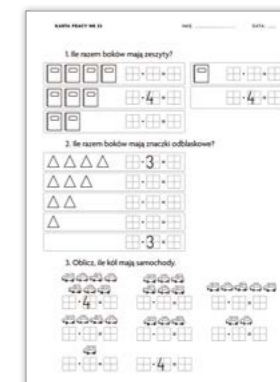 KARTA PRACY NR 33
IMIĘ
DATA
1. Ile razem boków mają zeszyty?
· =
· =
· 4 =
· 4 =
· =
2. Ile razem boków mają znaczki odblaskowe?
· 3 =
· =
· =
· =
· 3 =
3. Oblicz, ile kół mają samochody.
· 4 =
· =
· =
· =
· =
· =
· =
· 4 =